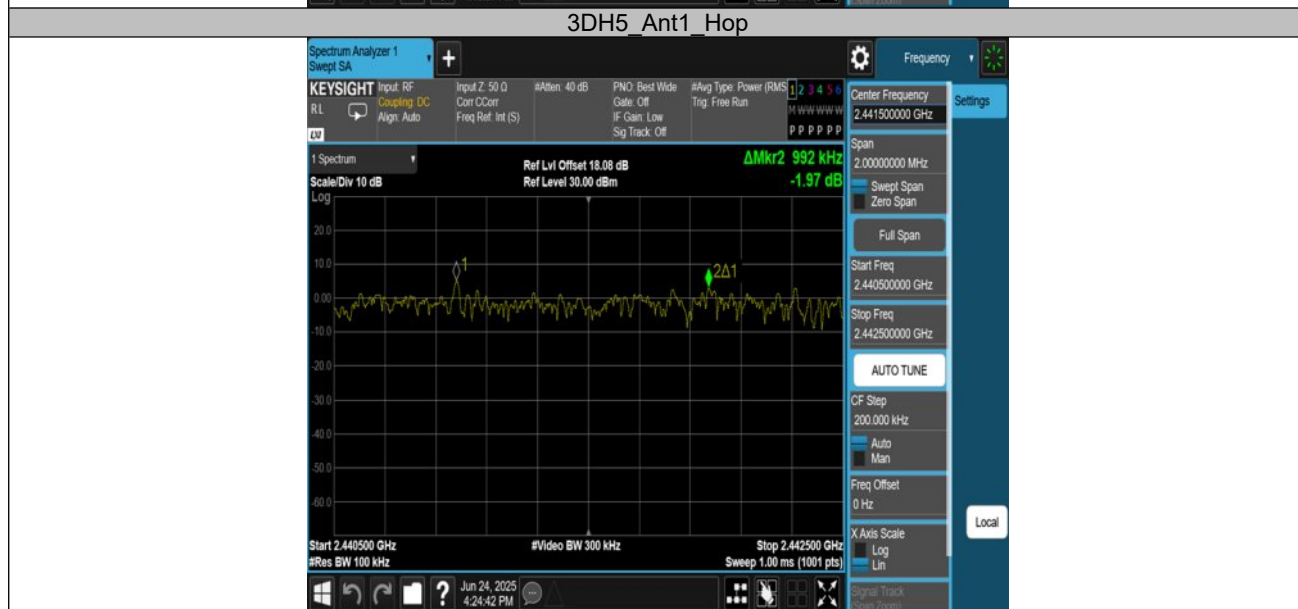 3DH5_Ant1_Hop
Spectrum Analyzer 1
Swept SA
+
Frequency
KEYSIGHT
RL
LXI
Input: RF
Coupling: DC
Align: Auto
Input Z: 50 Ω
Corr CCorr
Freq Ref: Int (S)
#Atten: 40 dB
PNO: Best Wide
Gate: Off
IF Gain: Low
Sig Track: Off
#Avg Type: Power (RMS
Trig: Free Run
1 2 3 4 5 6
M W W W W W
P P P P P P
1 Spectrum
Scale/Div 10 dB
Log
Ref Lvl Offset 18.08 dB
Ref Level 30.00 dBm
ΔMkr2 992 kHz
-1.97 dB
20.0
10.0
0.00
-10.0
-20.0
-30.0
-40.0
-50.0
-60.0
1
2Δ1
Start 2.440500 GHz
#Res BW 100 kHz
#Video BW 300 kHz
Stop 2.442500 GHz
Sweep 1.00 ms (1001 pts)
Center Frequency
2.441500000 GHz
Settings
Span
2.00000000 MHz
Swept Span
Zero Span
Full Span
Start Freq
2.440500000 GHz
Stop Freq
2.442500000 GHz
AUTO TUNE
CF Step
200.000 kHz
Auto
Man
Freq Offset
0 Hz
X Axis Scale
Log
Lin
Local
Signal Track
(Span Zoom)
?
Jun 24, 2025
4:24:42 PM